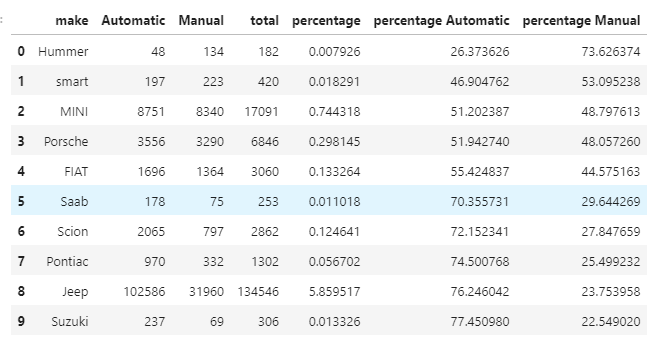 make Automatic Manual total percentage percentage Automatic percentage Manual
0 Hummer 48 134 182 0.007926 26.373626 73.626374
1 smart 197 223 420 0.018291 46.904762 53.095238
2 MINI 8751 8340 17091 0.744318 51.202387 48.797613
3 Porsche 3556 3290 6846 0.298145 51.942740 48.057260
4 FIAT 1696 1364 3060 0.133264 55.424837 44.575163
5 Saab 178 75 253 0.011018 70.355731 29.644269
6 Scion 2065 797 2862 0.124641 72.152341 27.847659
7 Pontiac 970 332 1302 0.056702 74.500768 25.499232
8 Jeep 102586 31960 134546 5.859517 76.246042 23.753958
9 Suzuki 237 69 306 0.013326 77.450980 22.549020